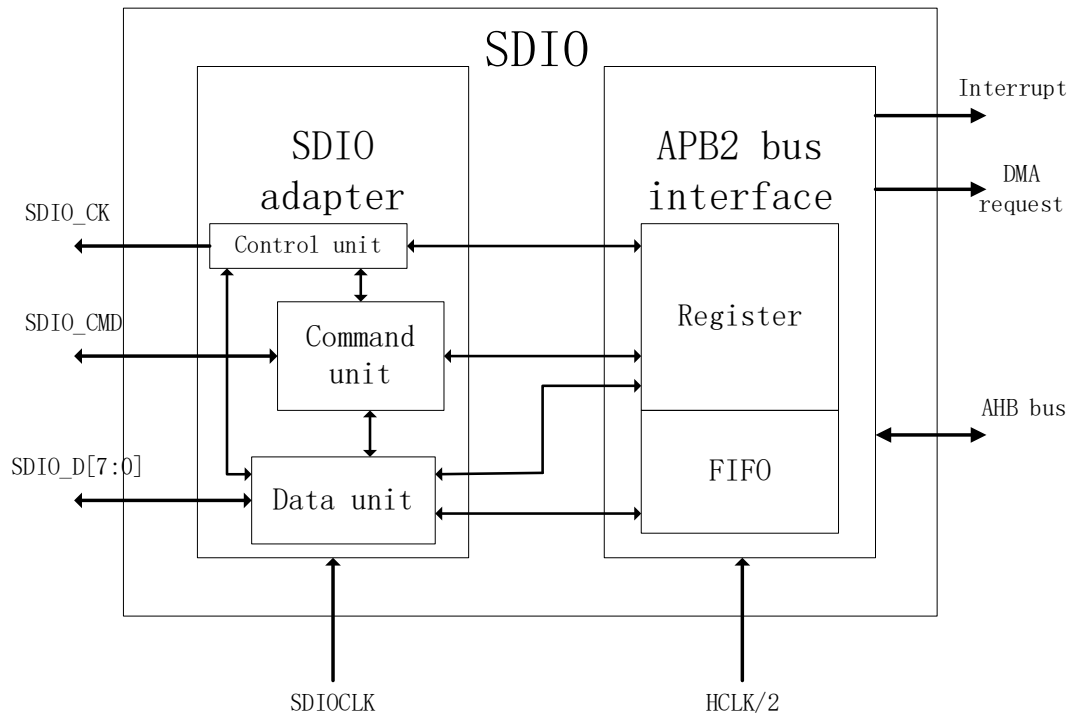 SDIO
SDIO
adapter
APB2 bus
interface
Interrupt
DMA
request
SDIO_CK
Control unit
SDIO_CMD
Command
unit
Register
AHB bus
SDIO_D[7:0]
Data unit
FIFO
SDIOCLK
HCLK/2